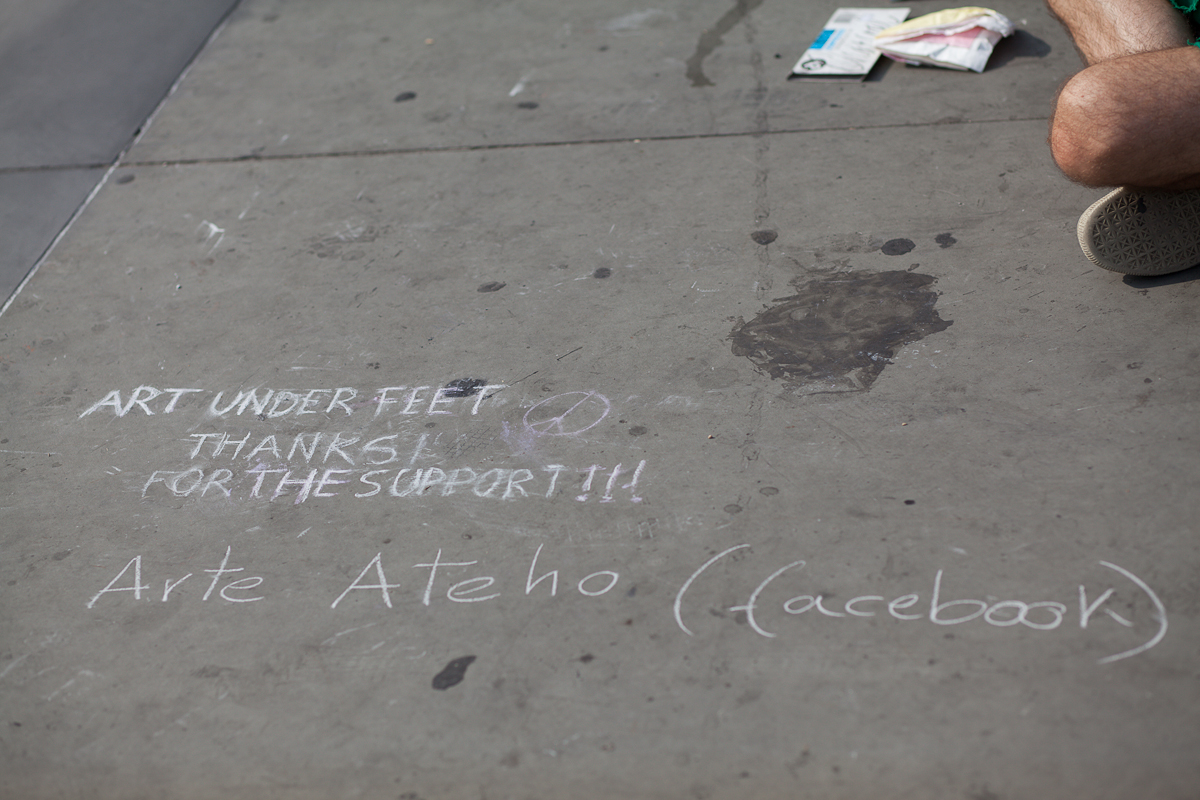 ART UNDER FEET
THANKS!
FOR THE SUPPORT!!!
Arte Ateho (facebook)